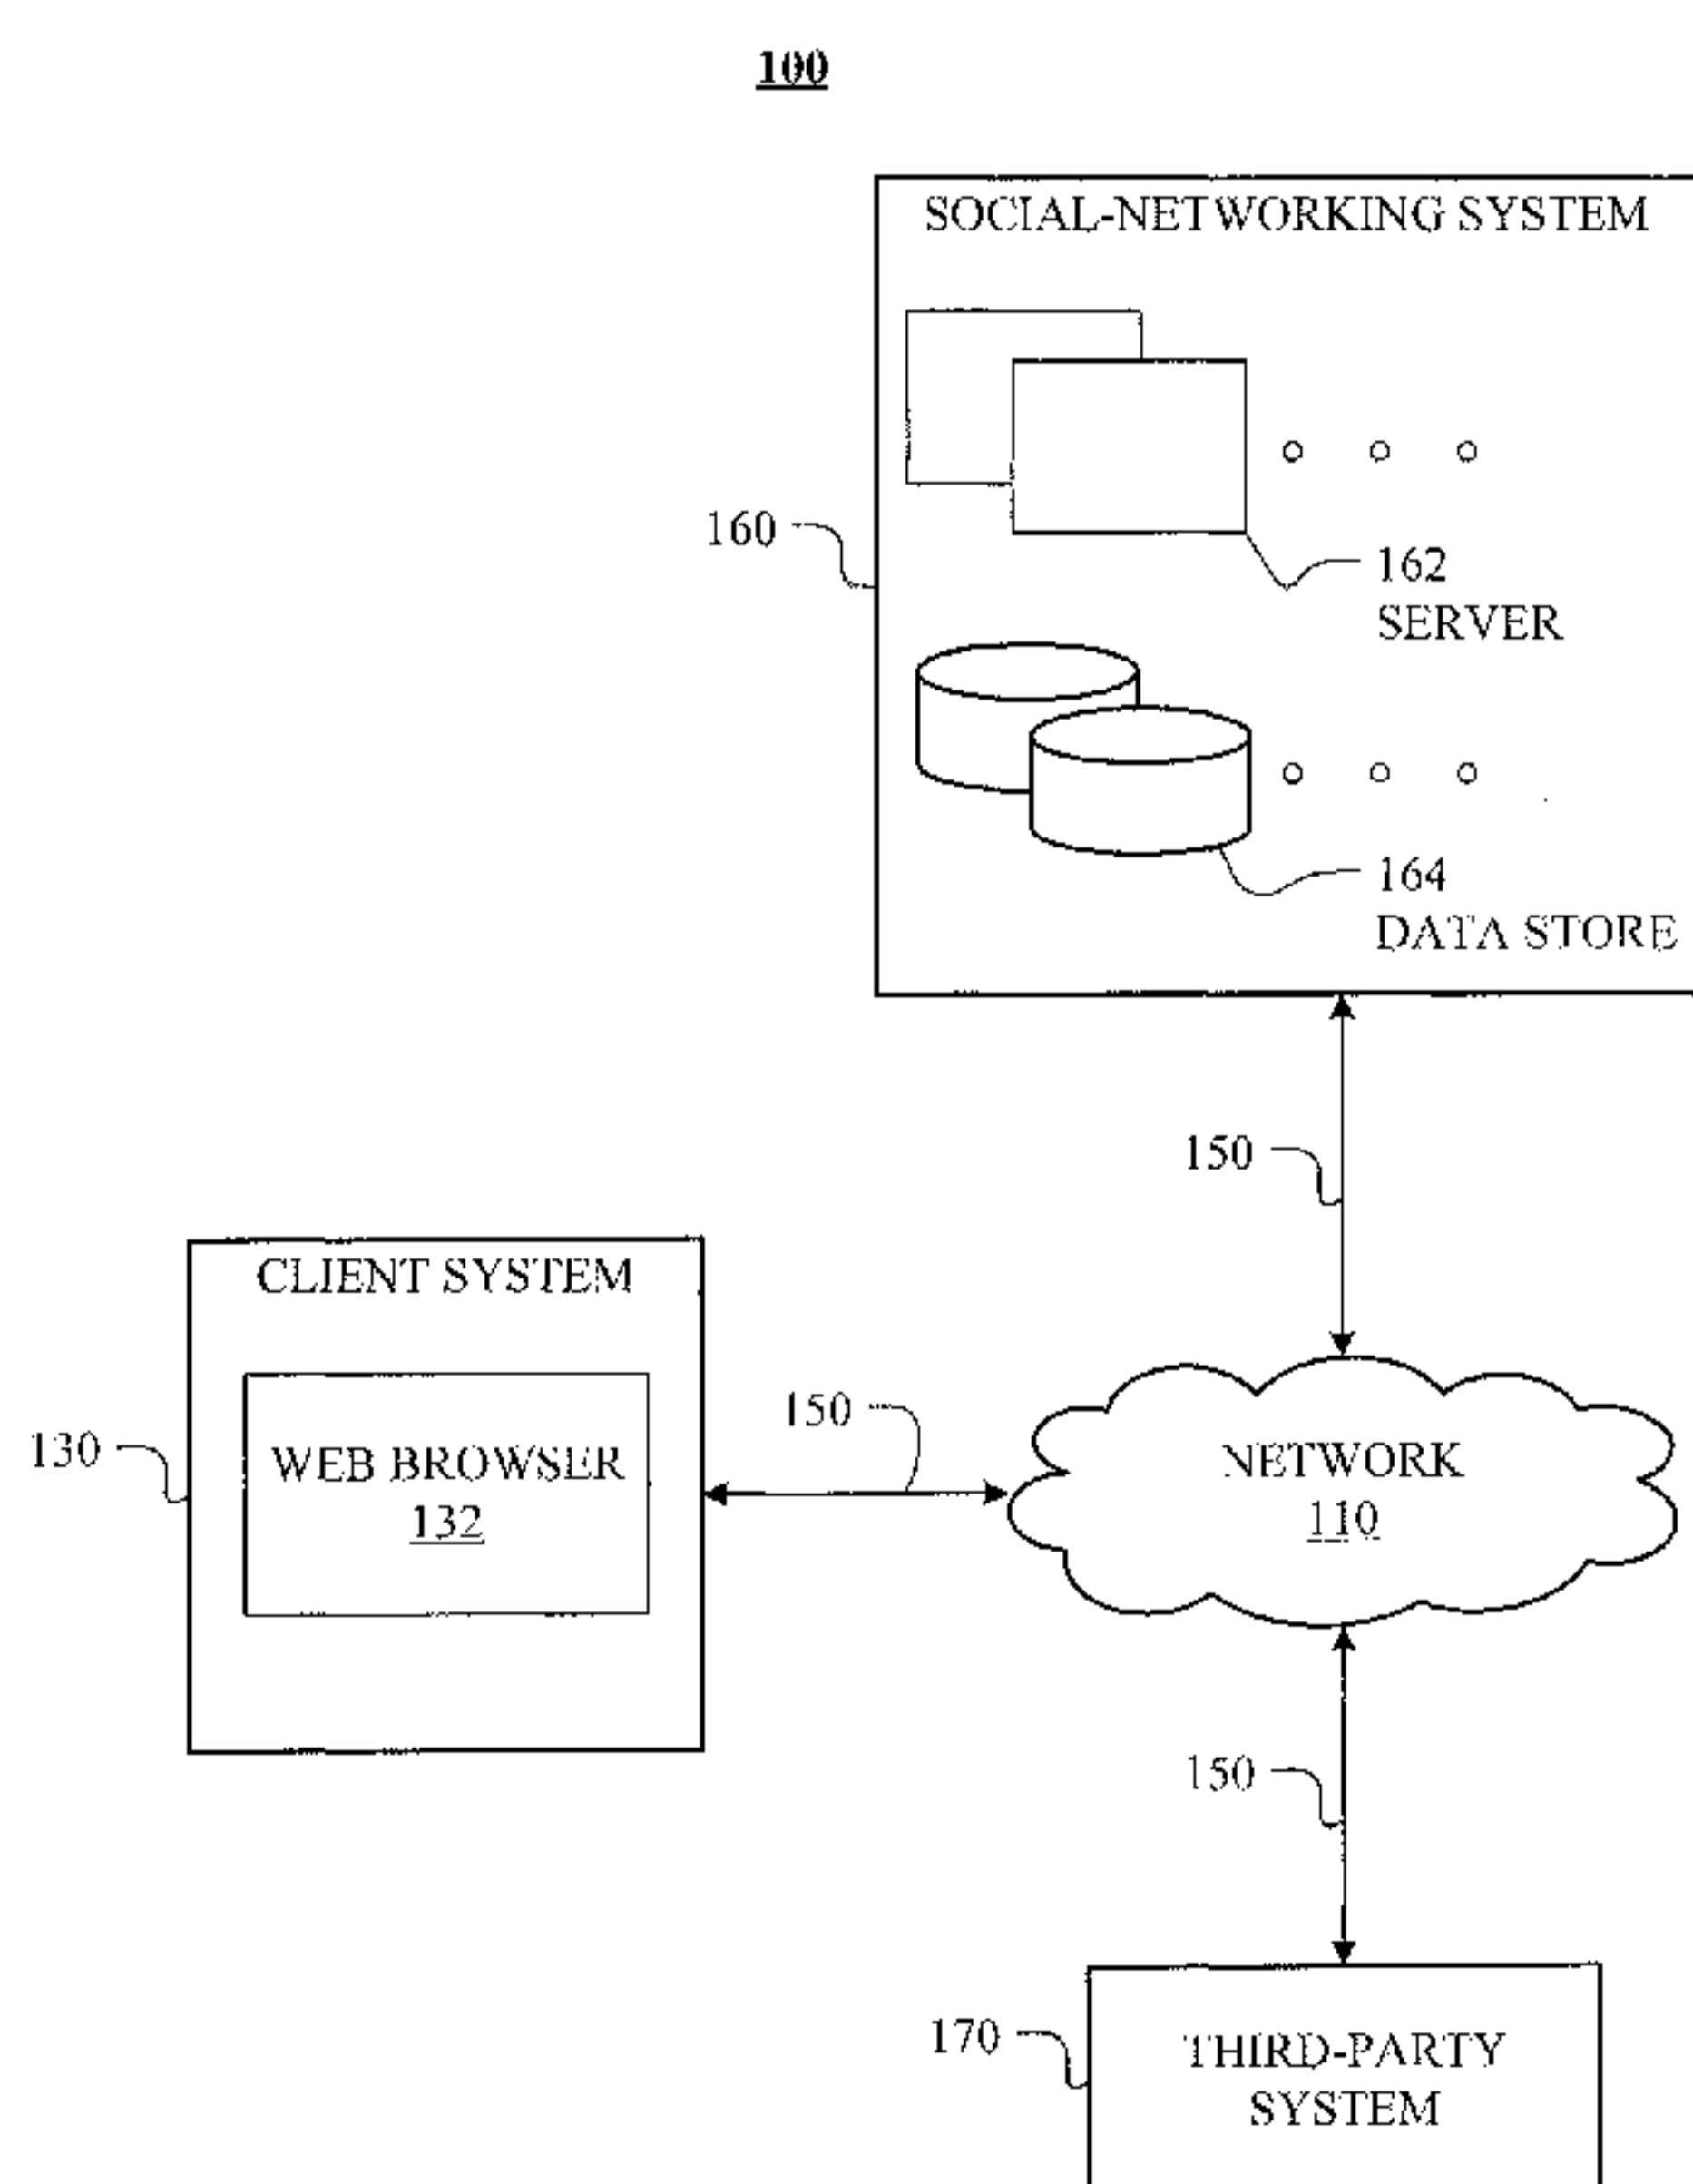 100
SOCIAL-NETWORKING SYSTEM
160
162
SERVER
164
DATA STORE
150
CLIENT SYSTEM
130
WEB BROWSER
132
150
NETWORK
110
150
170
THIRD-PARTY
SYSTEM